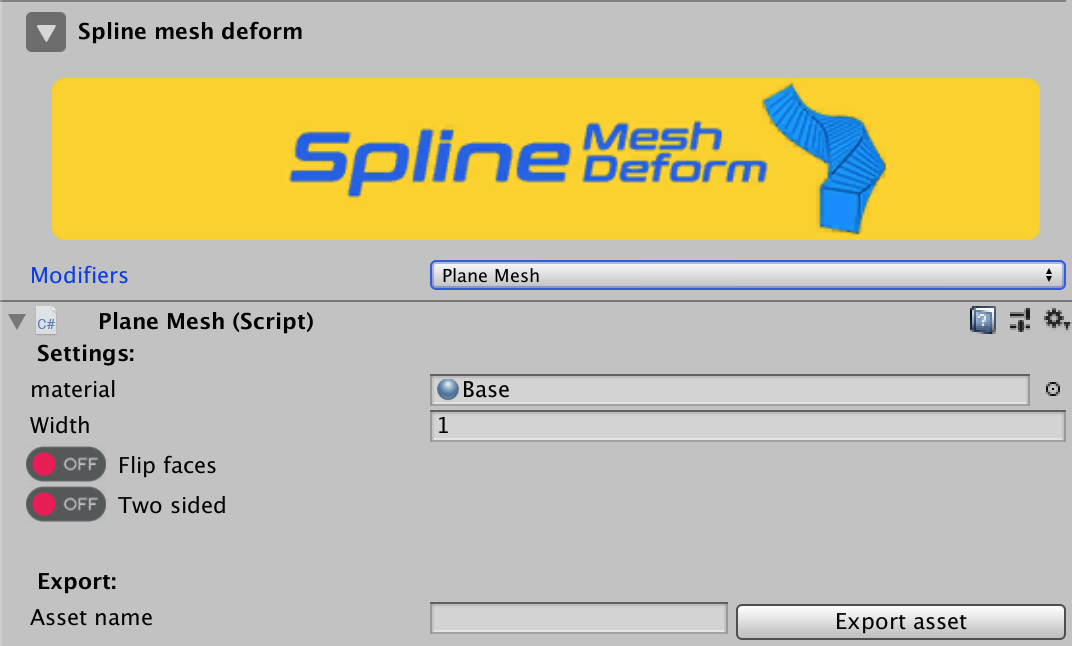 Spline mesh deform
Spline Mesh Deform
Modifiers Plane Mesh
C# Plane Mesh (Script) ?
Settings:
material Base
Width 1
OFF Flip faces
OFF Two sided
Export:
Asset name Export asset